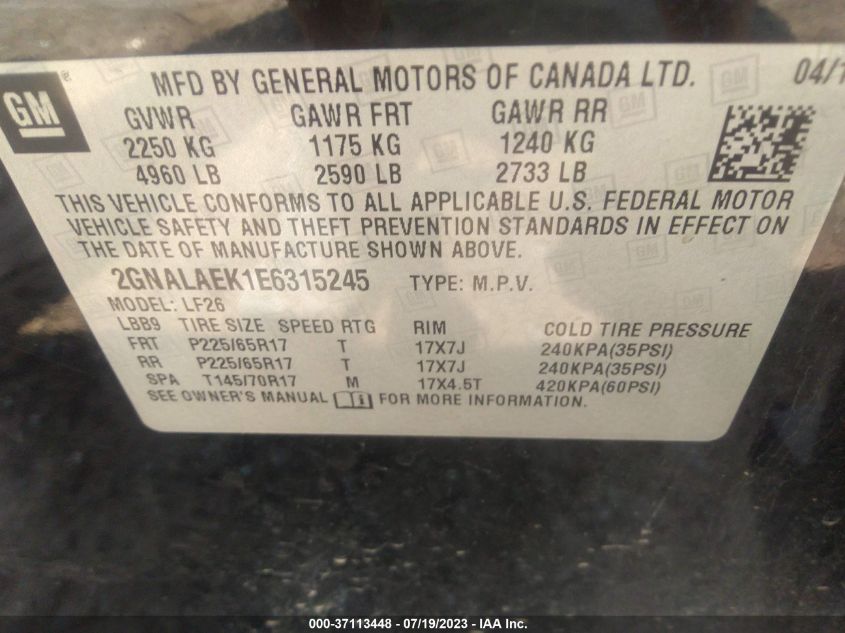 GM
MFD BY GENERAL MOTORS OF CANADA LTD. 04/1
GVWR GAWR FRT GAWR RR
2250 KG 1175 KG 1240 KG
4960 LB 2590 LB 2733 LB
THIS VEHICLE CONFORMS TO ALL APPLICABLE U.S. FEDERAL MOTOR
VEHICLE SAFETY AND THEFT PREVENTION STANDARDS IN EFFECT ON
THE DATE OF MANUFACTURE SHOWN ABOVE.
2GNALAEK1E6315245 TYPE: M.P.V.
MODEL: LF26
LBB9 TIRE SIZE SPEED RTG RIM COLD TIRE PRESSURE
FRT P225/65R17 T 17X7J 240KPA(35PSI)
RR P225/65R17 T 17X7J 240KPA(35PSI)
SPA T145/70R17 M 17X4.5T 420KPA(60PSI)
SEE OWNER'S MANUAL FOR MORE INFORMATION.
000-37113448 - 07/19/2023 - IAA Inc.